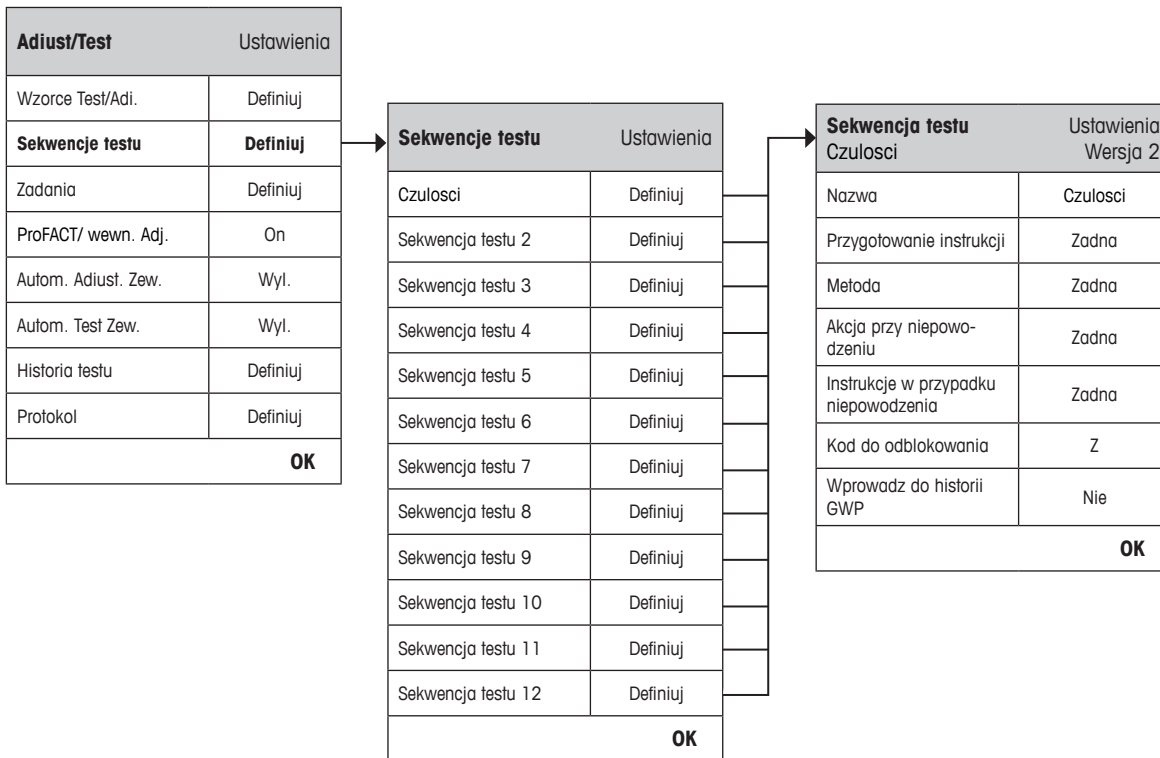 Adiust/Test Ustawienia
Wzorce Test/Adi. Definiuj
Sekwencje testu Definiuj
Zadania Definiuj
ProFACT/ wewn. Adj. On
Autom. Adiust. Zew. Wyl.
Autom. Test Zew. Wyl.
Historia testu Definiuj
Protokol Definiuj
OK
Sekwencje testu Ustawienia
Czulosci Definiuj
Sekwencja testu 2 Definiuj
Sekwencja testu 3 Definiuj
Sekwencja testu 4 Definiuj
Sekwencja testu 5 Definiuj
Sekwencja testu 6 Definiuj
Sekwencja testu 7 Definiuj
Sekwencja testu 8 Definiuj
Sekwencja testu 9 Definiuj
Sekwencja testu 10 Definiuj
Sekwencja testu 11 Definiuj
Sekwencja testu 12 Definiuj
OK
Sekwencja testu Ustawienia
Czulosci Wersja 2
Nazwa Czulosci
Przygotowanie instrukcji Zadna
Metoda Zadna
Akcja przy niepowo-
dzeniu Zadna
Instrukcje w przypadku
niepowodzenia Zadna
Kod do odblokowania Z
Wprowadz do historii
GWP Nie
OK